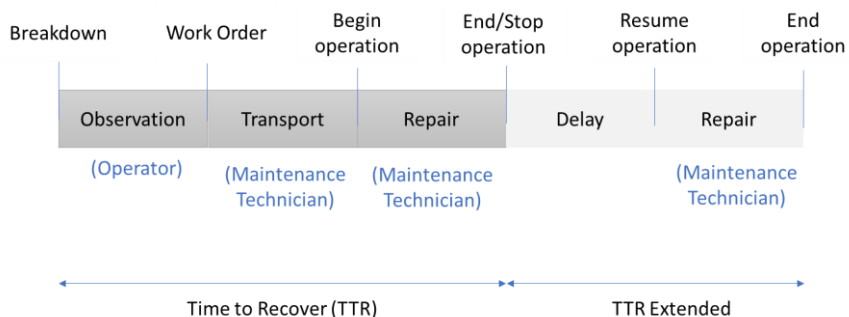 Breakdown
Work Order
Begin
operation
End/Stop
operation
Resume
operation
End
operation
Observation
Transport
Repair
Delay
Repair
(Operator)
(Maintenance
Technician)
(Maintenance
Technician)
(Maintenance
Technician)
Time to Recover (TTR)
TTR Extended